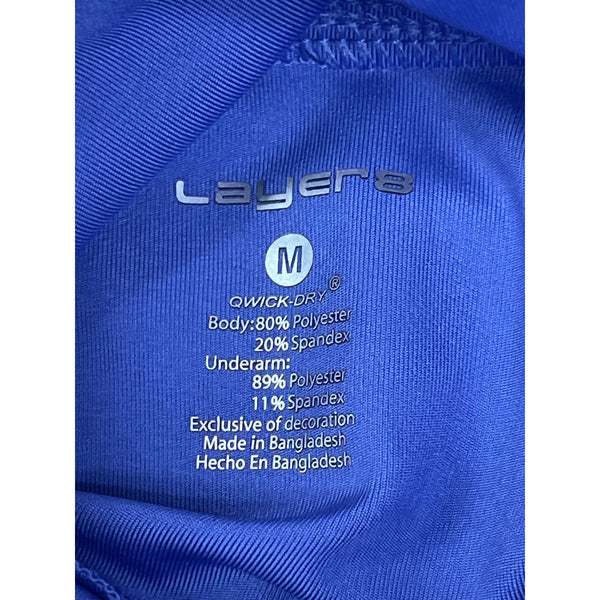 Layer8
M
QWICK-DRY®
Body:80% Polyester
20% Spandex
Underarm:
89% Polyester
11% Spandex
Exclusive of decoration
Made in Bangladesh
Hecho En Bangladesh